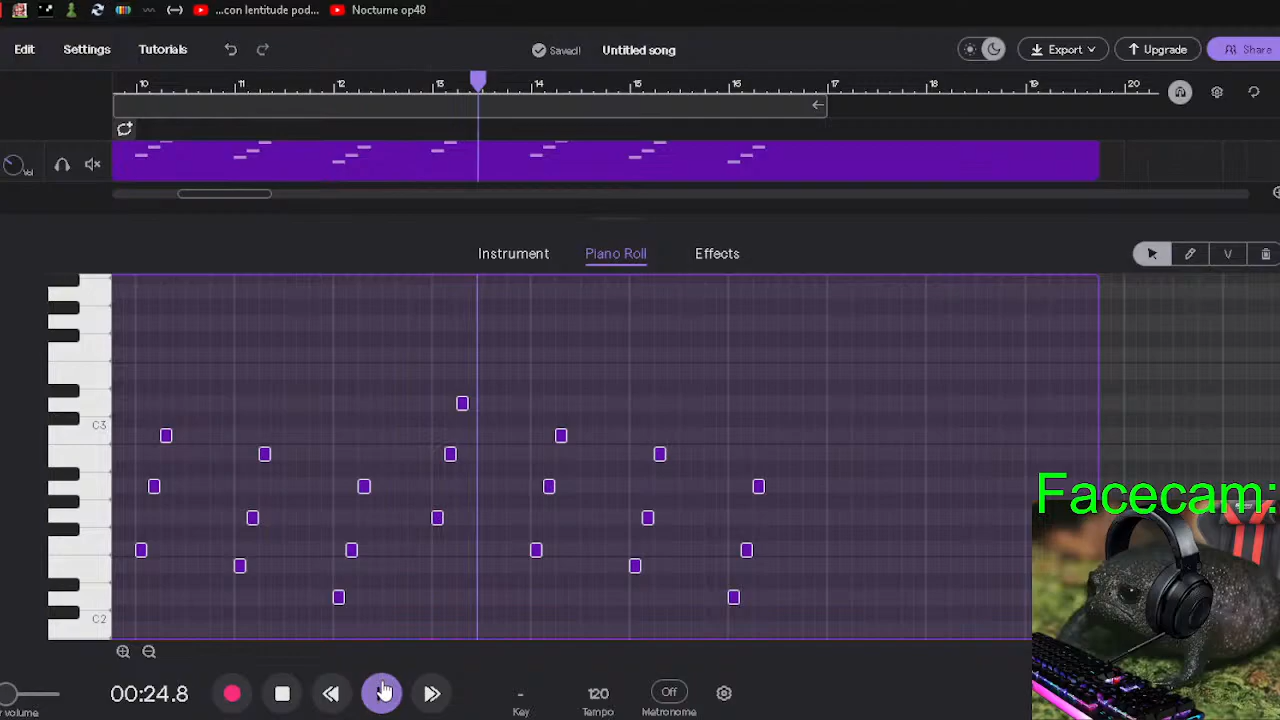 ...con lentitude pod... Nocturne op48
Edit Settings Tutorials Saved! Untitled song Export Upgrade Share
10 11 12 13 14 15 16 17 18 19 20
Vol
Instrument Piano Roll Effects
C3
Facecam:
C2
00:24.8 - 120 Off
volume Key Tempo Metronome